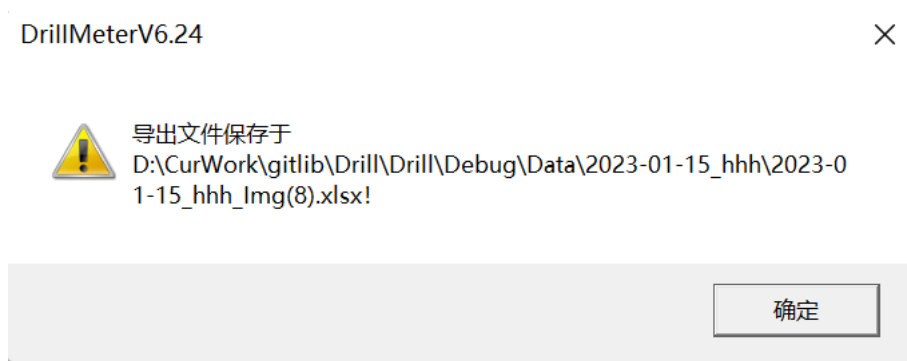 DrillMeterV6.24
导出文件保存于
D:\CurWork\gitlib\Drill\Drill\Debug\Data\2023-01-15_hhh\2023-0
1-15_hhh_Img(8).xlsx!
确定